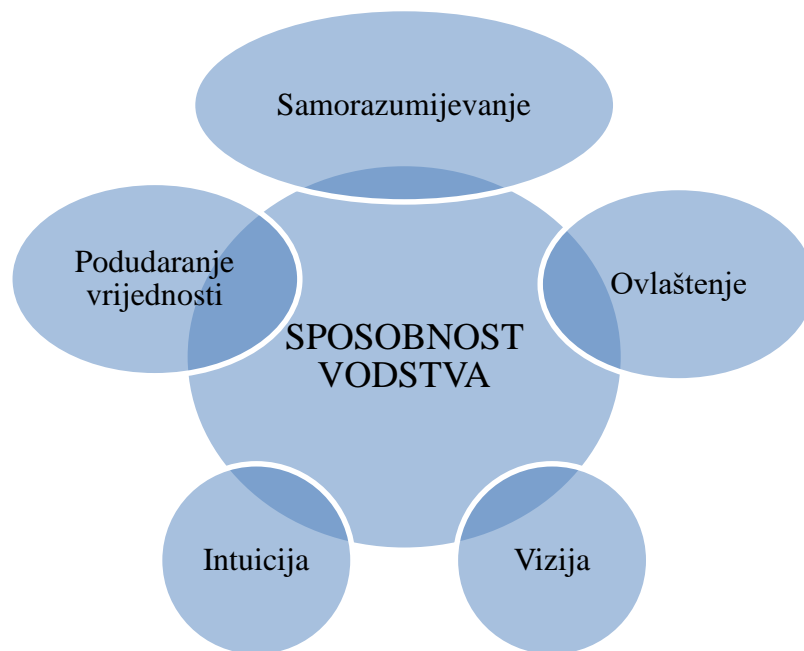 Samorazumijevanje
Podudaranje
vrijednosti
Ovlaštenje
SPOSOBNOST
VODSTVA
Intuicija
Vizija